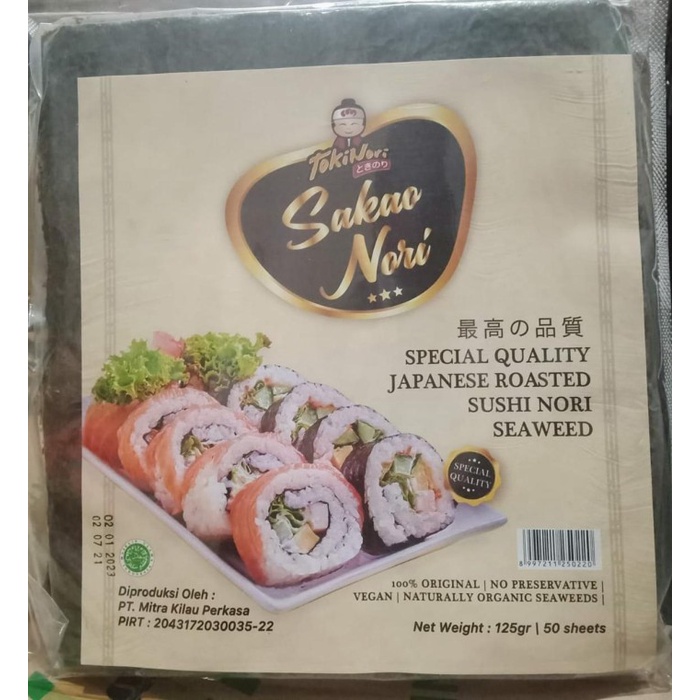 TokiNori
ときのり
Sakao
Nori
最高の品質
SPECIAL QUALITY
JAPANESE ROASTED
SUSHI NORI
SEAWEED
SPECIAL
QUALITY
02 01 2023
02 07 21
8997211250220
Diproduksi Oleh :
PT. Mitra Kilau Perkasa
PIRT : 2043172030035-22
100% ORIGINAL | NO PRESERVATIVE |
VEGAN | NATURALLY ORGANIC SEAWEEDS |
Net Weight : 125gr | 50 sheets